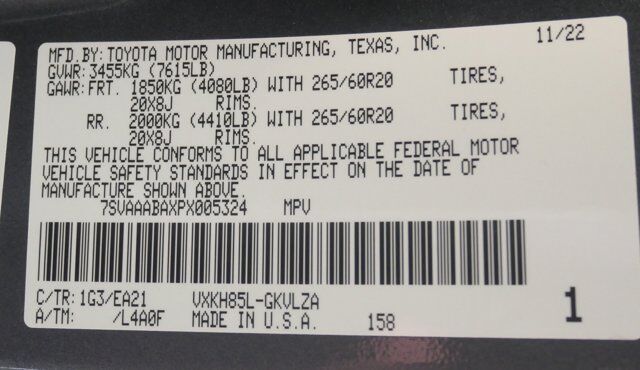 MFD.BY: TOYOTA MOTOR MANUFACTURING, TEXAS, INC. 11/22
GVWR: 3455KG (7615LB)
GAWR: FRT. 1850KG (4080LB) WITH 265/60R20 TIRES,
20X8J RIMS.
RR. 2000KG (4410LB) WITH 265/60R20 TIRES,
20X8J RIMS.
THIS VEHICLE CONFORMS TO ALL APPLICABLE FEDERAL MOTOR
VEHICLE SAFETY STANDARDS IN EFFECT ON THE DATE OF
MANUFACTURE SHOWN ABOVE.
7SVAAABAXPX005324 MPV
C/TR: 1G3/EA21 VXKH85L-GKVLZA
A/TM: /L4A0F MADE IN U.S.A. 158 1